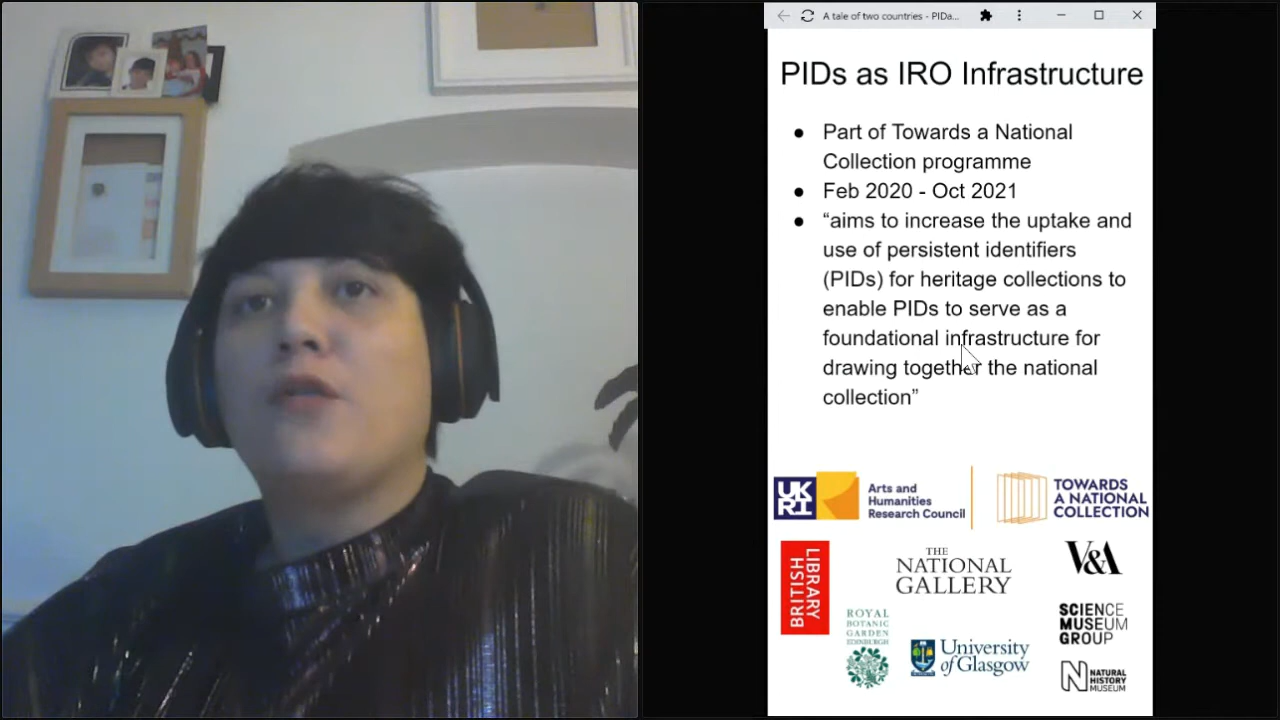 A tale of two countries - PIDa...
PIDs as IRO Infrastructure
● Part of Towards a National
Collection programme
● Feb 2020 - Oct 2021
● “aims to increase the uptake and
use of persistent identifiers
(PIDs) for heritage collections to
enable PIDs to serve as a
foundational infrastructure for
drawing together the national
collection”
UK
RI
Arts and
Humanities
Research Council
TOWARDS
A NATIONAL
COLLECTION
BRITISH
LIBRARY
THE
NATIONAL
GALLERY
V&A
ROYAL
BOTANIC
GARDEN
EDINBURGH
University
of Glasgow
SCIENCE
MUSEUM
GROUP
N
NATURAL
HISTORY
MUSEUM